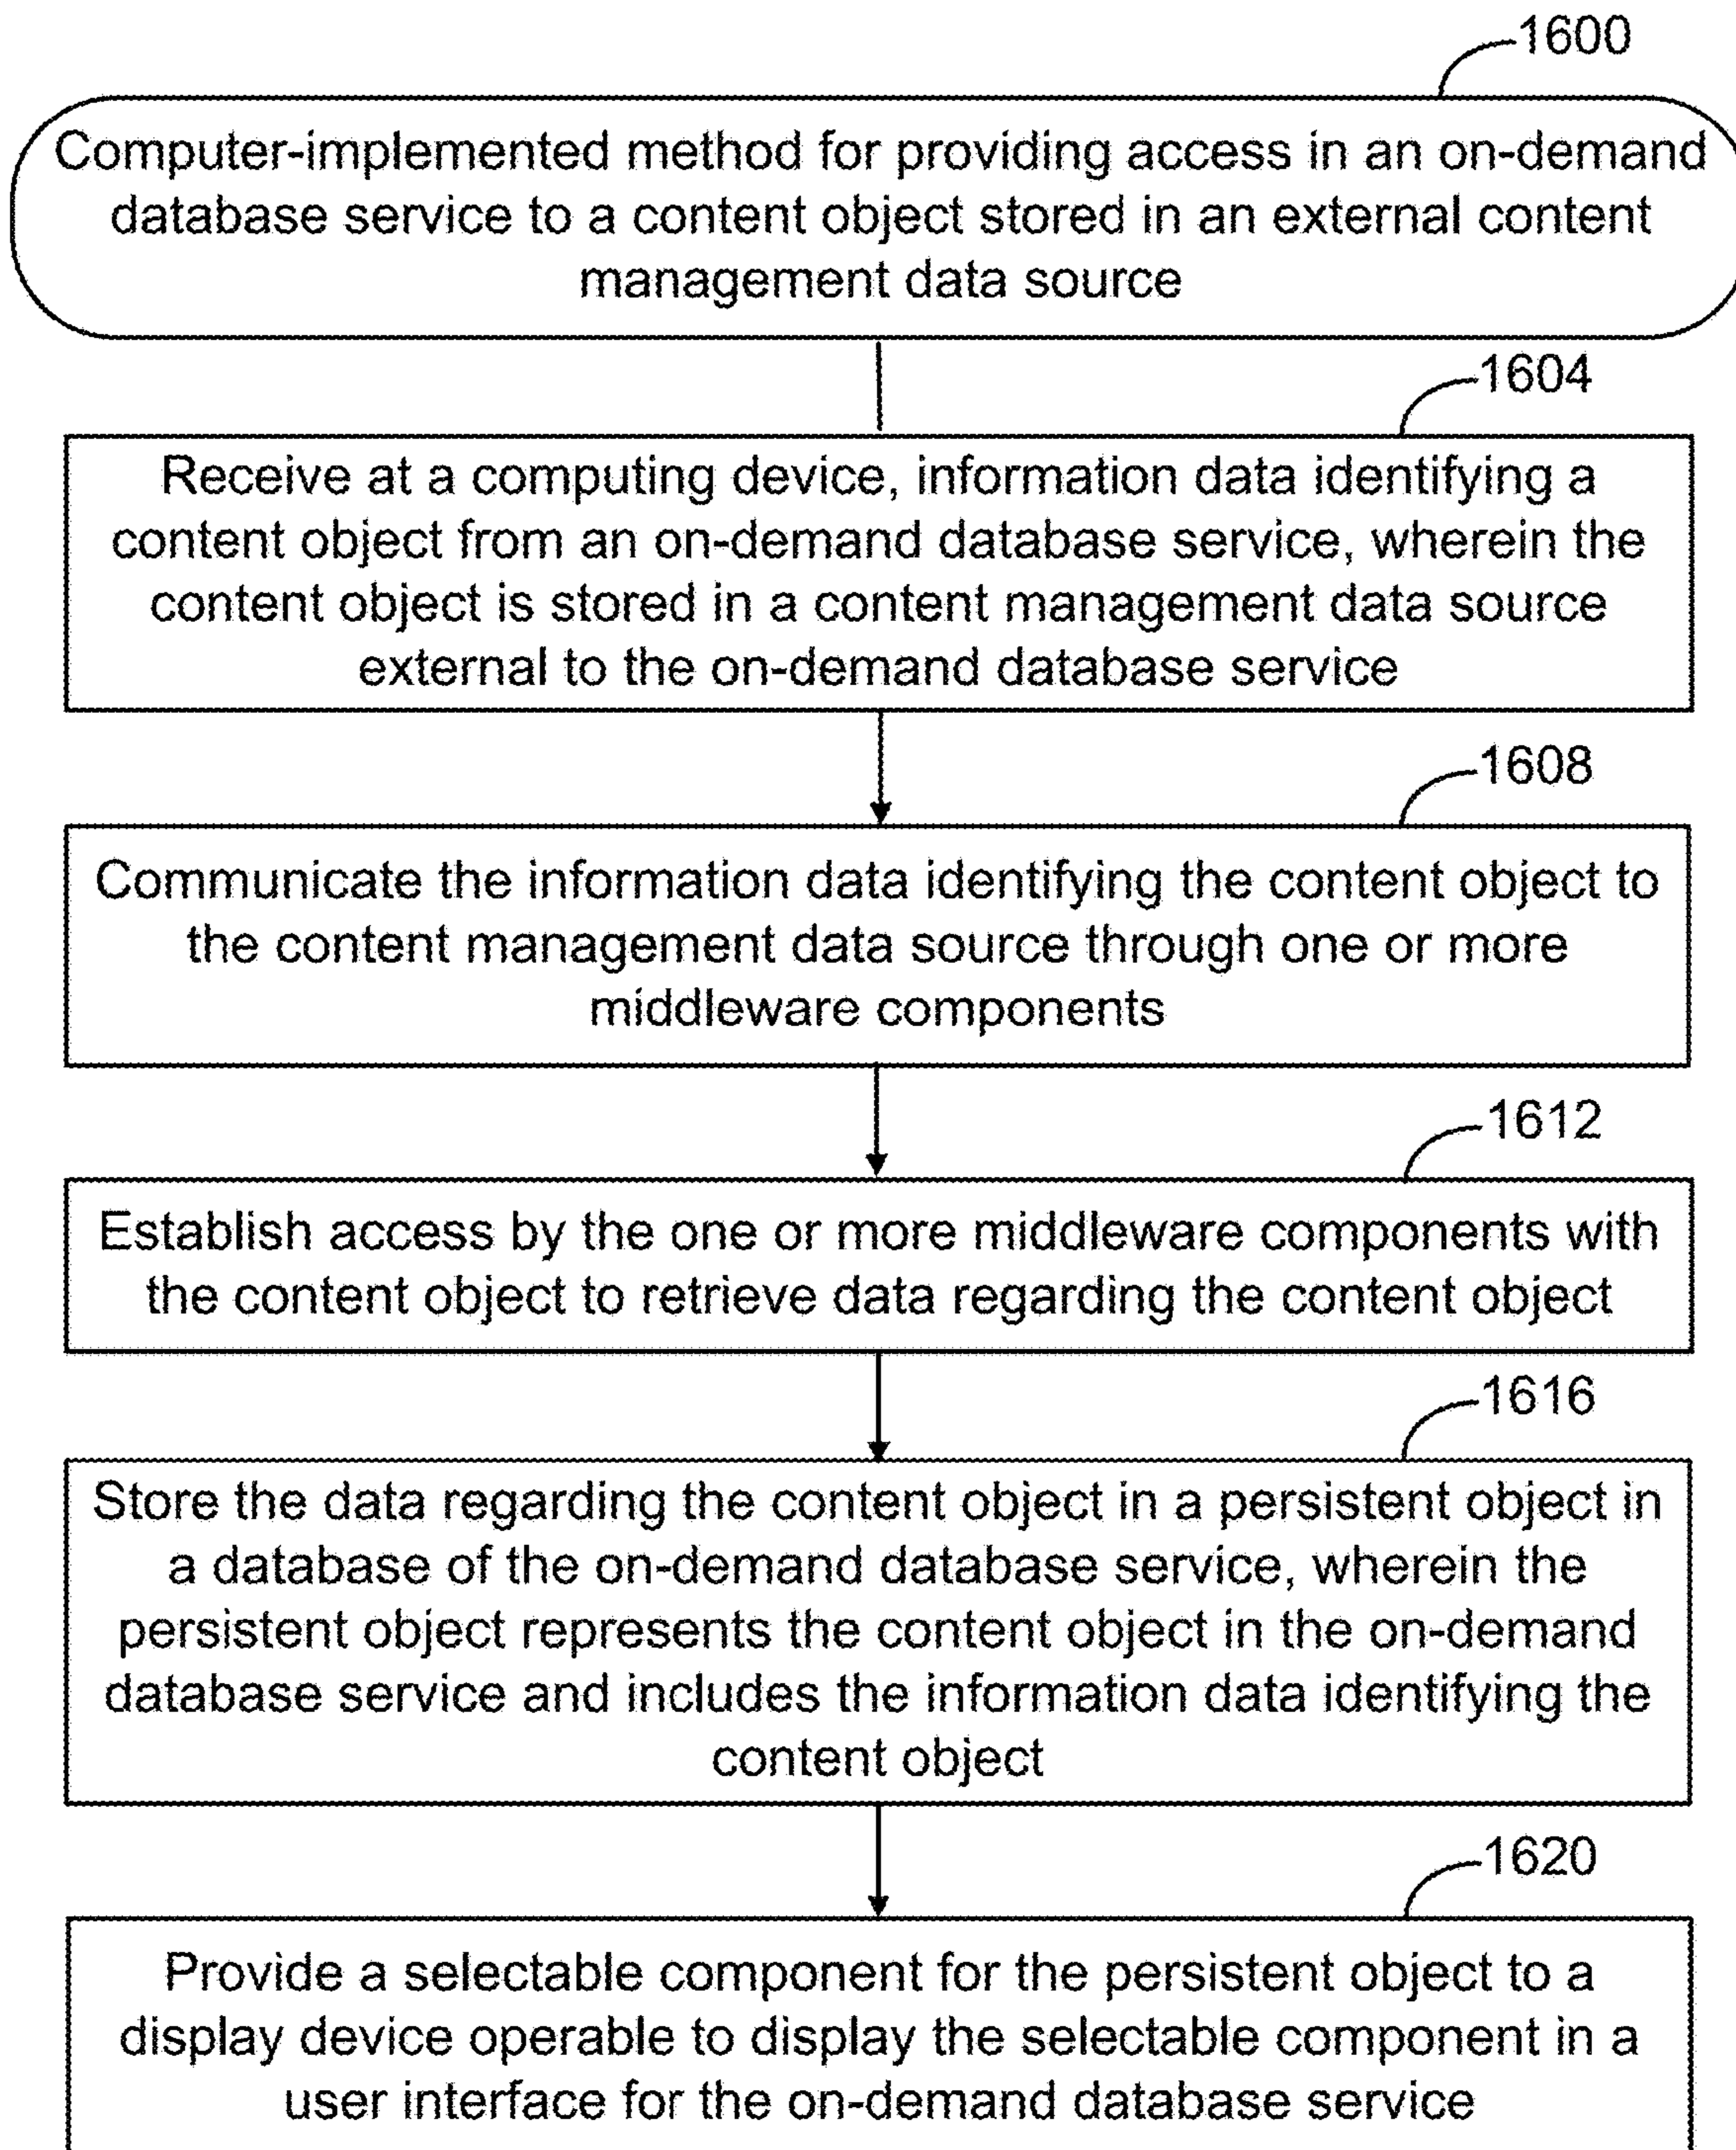 1600
Computer-implemented method for providing access in an on-demand
database service to a content object stored in an external content
management data source
1604
Receive at a computing device, information data identifying a
content object from an on-demand database service, wherein the
content object is stored in a content management data source
external to the on-demand database service
1608
Communicate the information data identifying the content object to
the content management data source through one or more
middleware components
1612
Establish access by the one or more middleware components with
the content object to retrieve data regarding the content object
1616
Store the data regarding the content object in a persistent object in
a database of the on-demand database service, wherein the
persistent object represents the content object in the on-demand
database service and includes the information data identifying the
content object
1620
Provide a selectable component for the persistent object to a
display device operable to display the selectable component in a
user interface for the on-demand database service